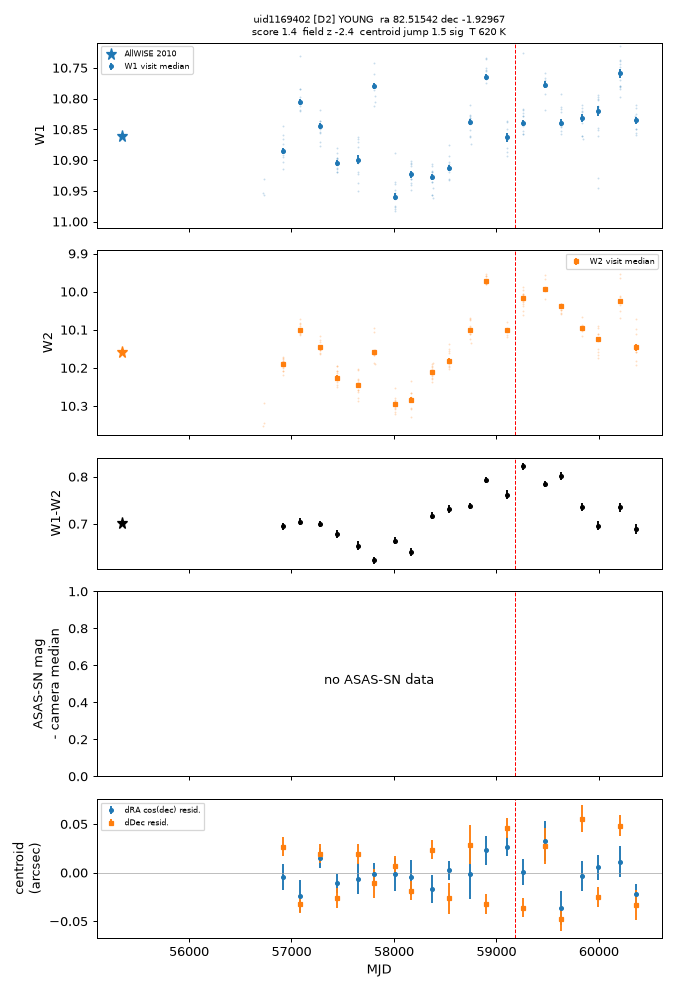 uid1169402 [D2] YOUNG ra 82.51542 dec -1.92967
score 1.4 field z -2.4 centroid jump 1.5 sig T 620 K
AllWISE 2010
W1 visit median
W1
10.75
10.80
10.85
10.90
10.95
11.00
W2 visit median
W2
9.9
10.0
10.1
10.2
10.3
W1-W2
0.8
0.7
ASAS-SN mag
- camera median
1.0
0.8
0.6
0.4
0.2
0.0
no ASAS-SN data
dRA cos(dec) resid.
dDec resid.
centroid
(arcsec)
0.05
0.00
−0.05
56000
57000
58000
59000
60000
MJD